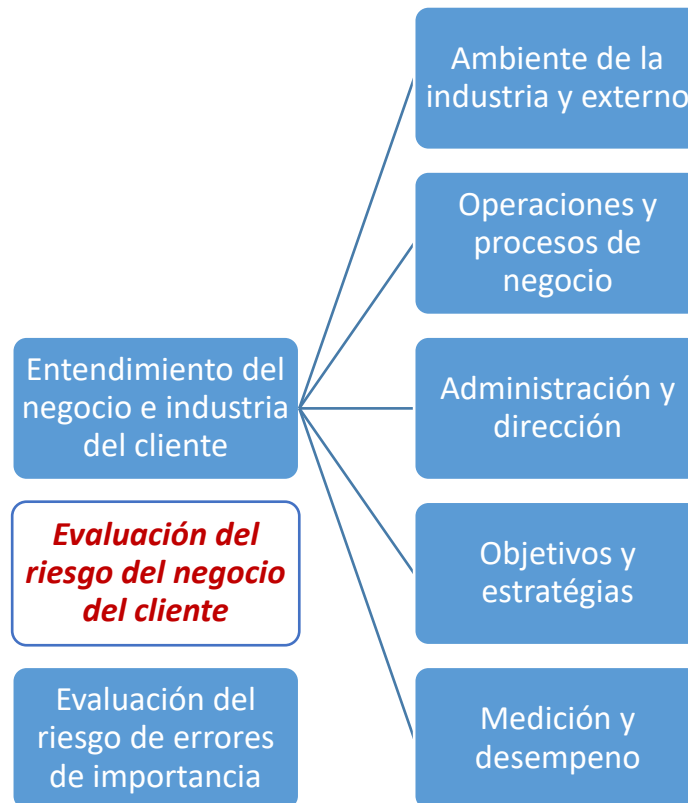 Ambiente de la
industria y externo
Operaciones y
procesos de
negocio
Entendimiento del
negocio e industria
del cliente
Administración y
dirección
Evaluación del
riesgo del negocio
del cliente
Objetivos y
estratégias
Evaluación del
riesgo de errores
de importancia
Medición y
desempeno